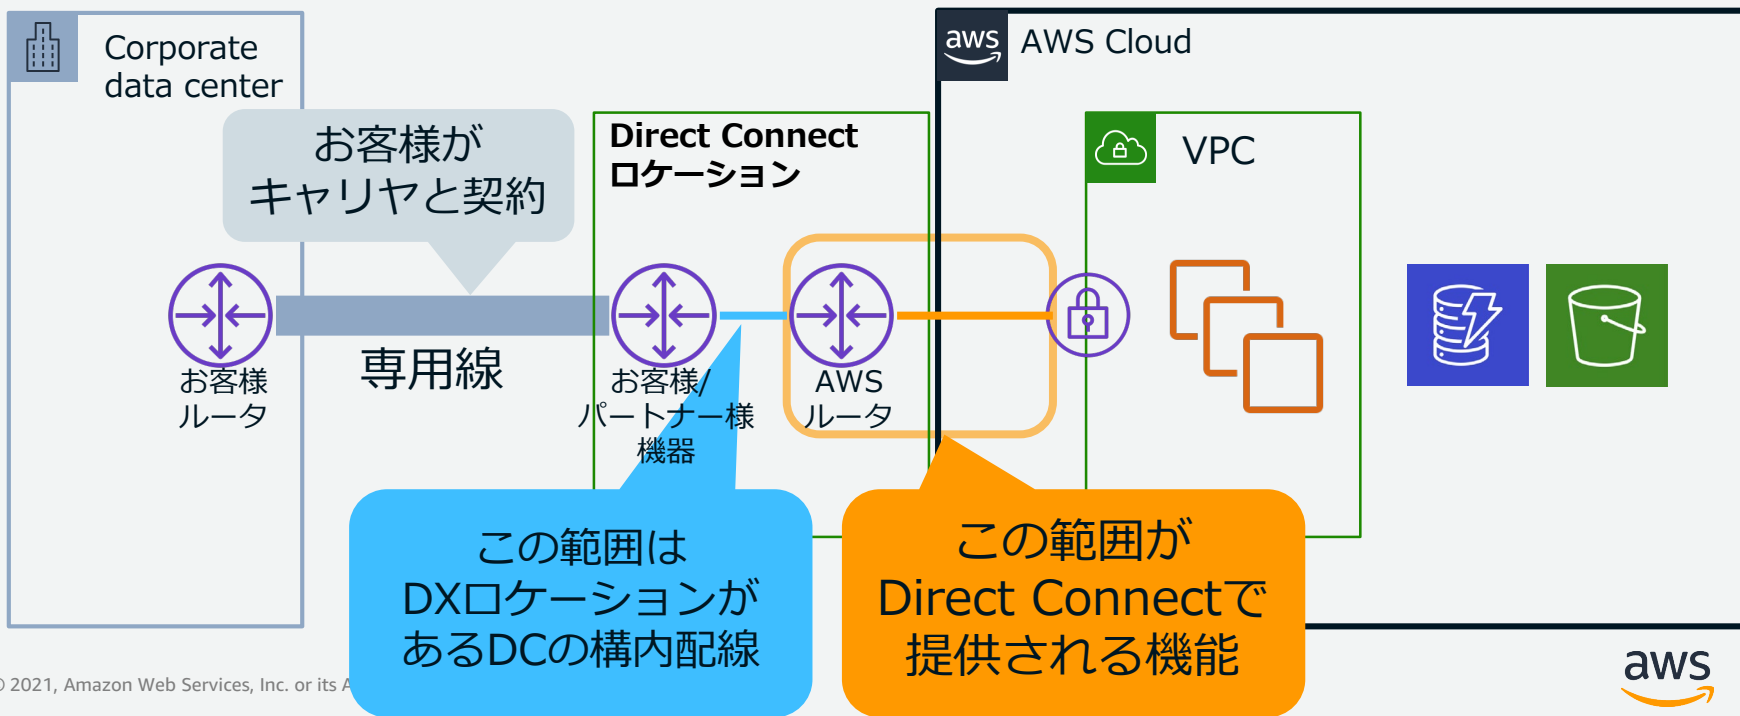 Corporate
data center
aws
AWS Cloud
お客様が
キャリヤと契約
Direct Connect
ロケーション
VPC
専用線
お客様
ルータ
お客様/
パートナー様
機器
AWS
ルータ
この範囲は
DXロケーションが
あるDCの構内配線
この範囲が
Direct Connectで
提供される機能
© 2021, Amazon Web Services, Inc. or its A
aws